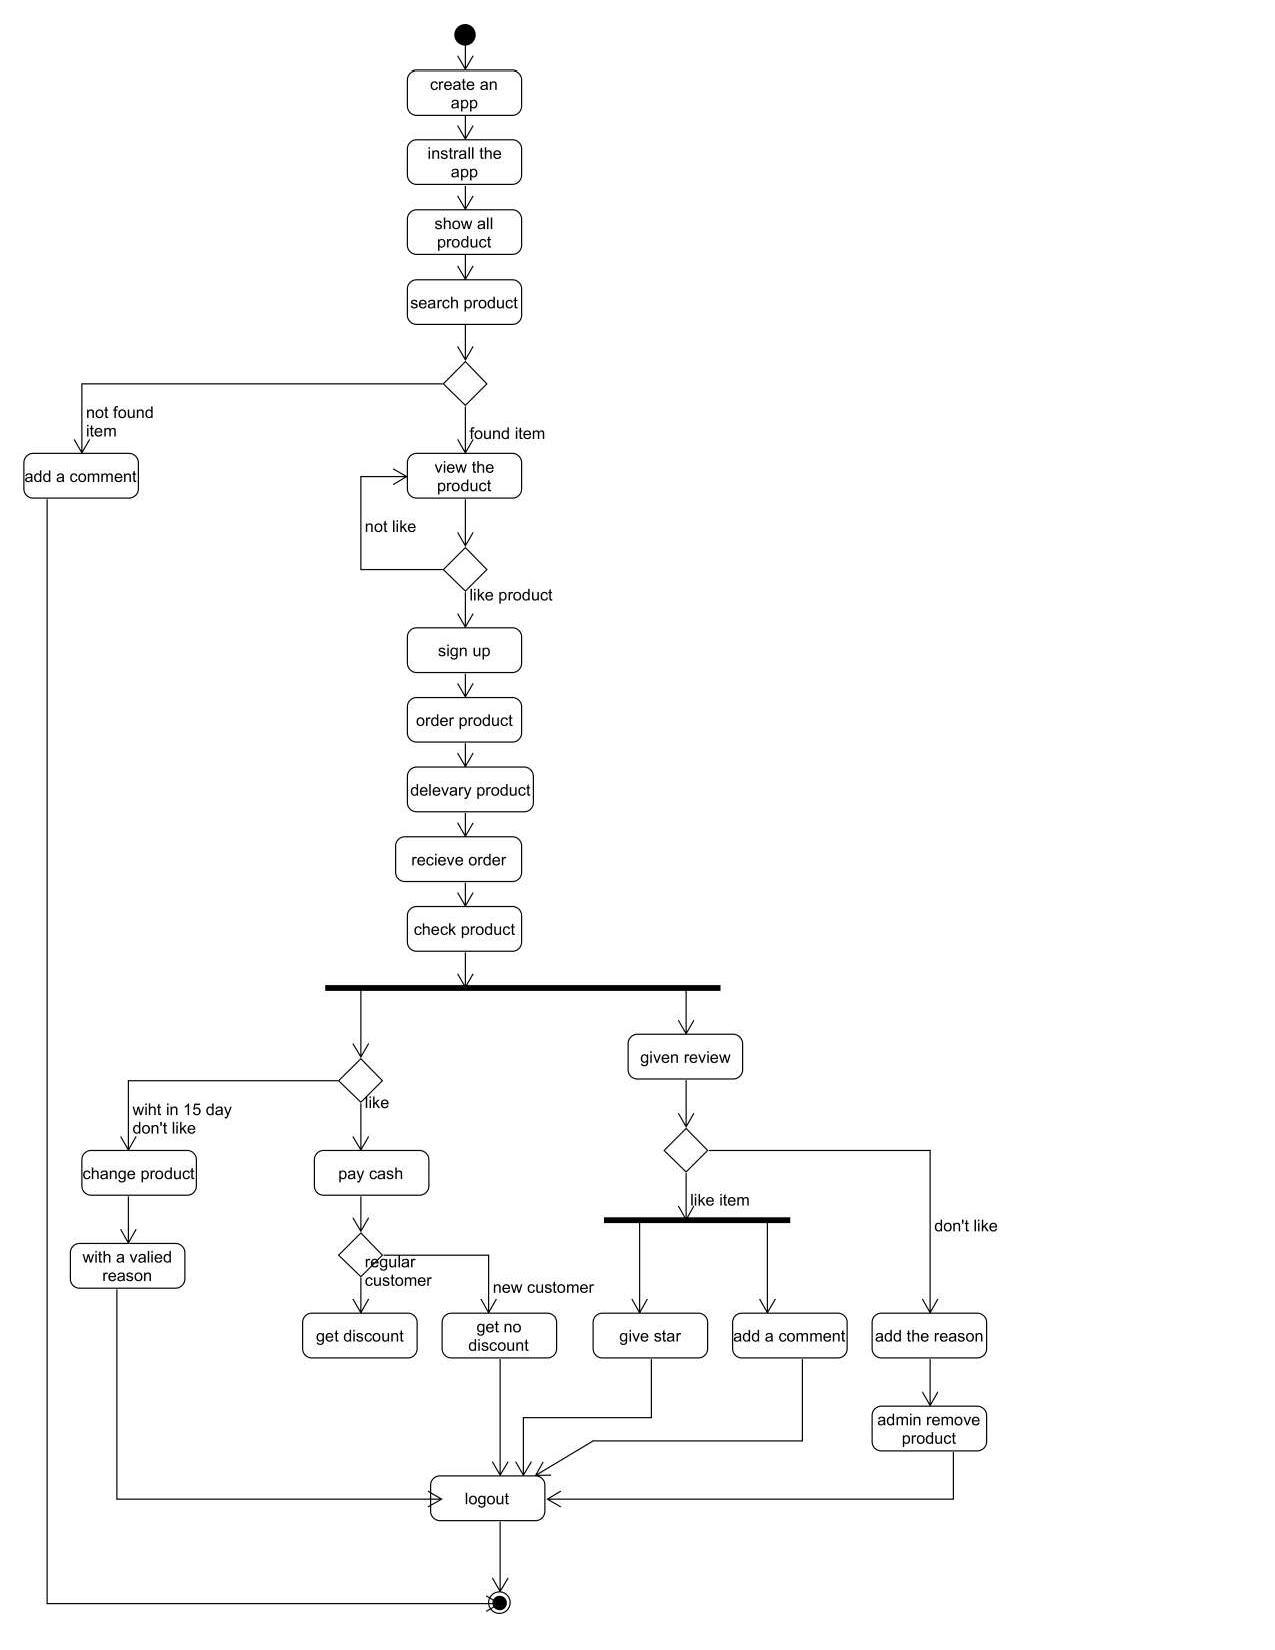 create an
app
instrall the
app
show all
product
search product
not found
item
found item
add a comment
view the
product
not like
like product
sign up
order product
delevary product
recieve order
check product
given review
like
wiht in 15 day
don't like
change product
pay cash
like item
don't like
with a valied
reason
regular
customer
new customer
get discount
get no
discount
give star
add a comment
add the reason
admin remove
product
logout